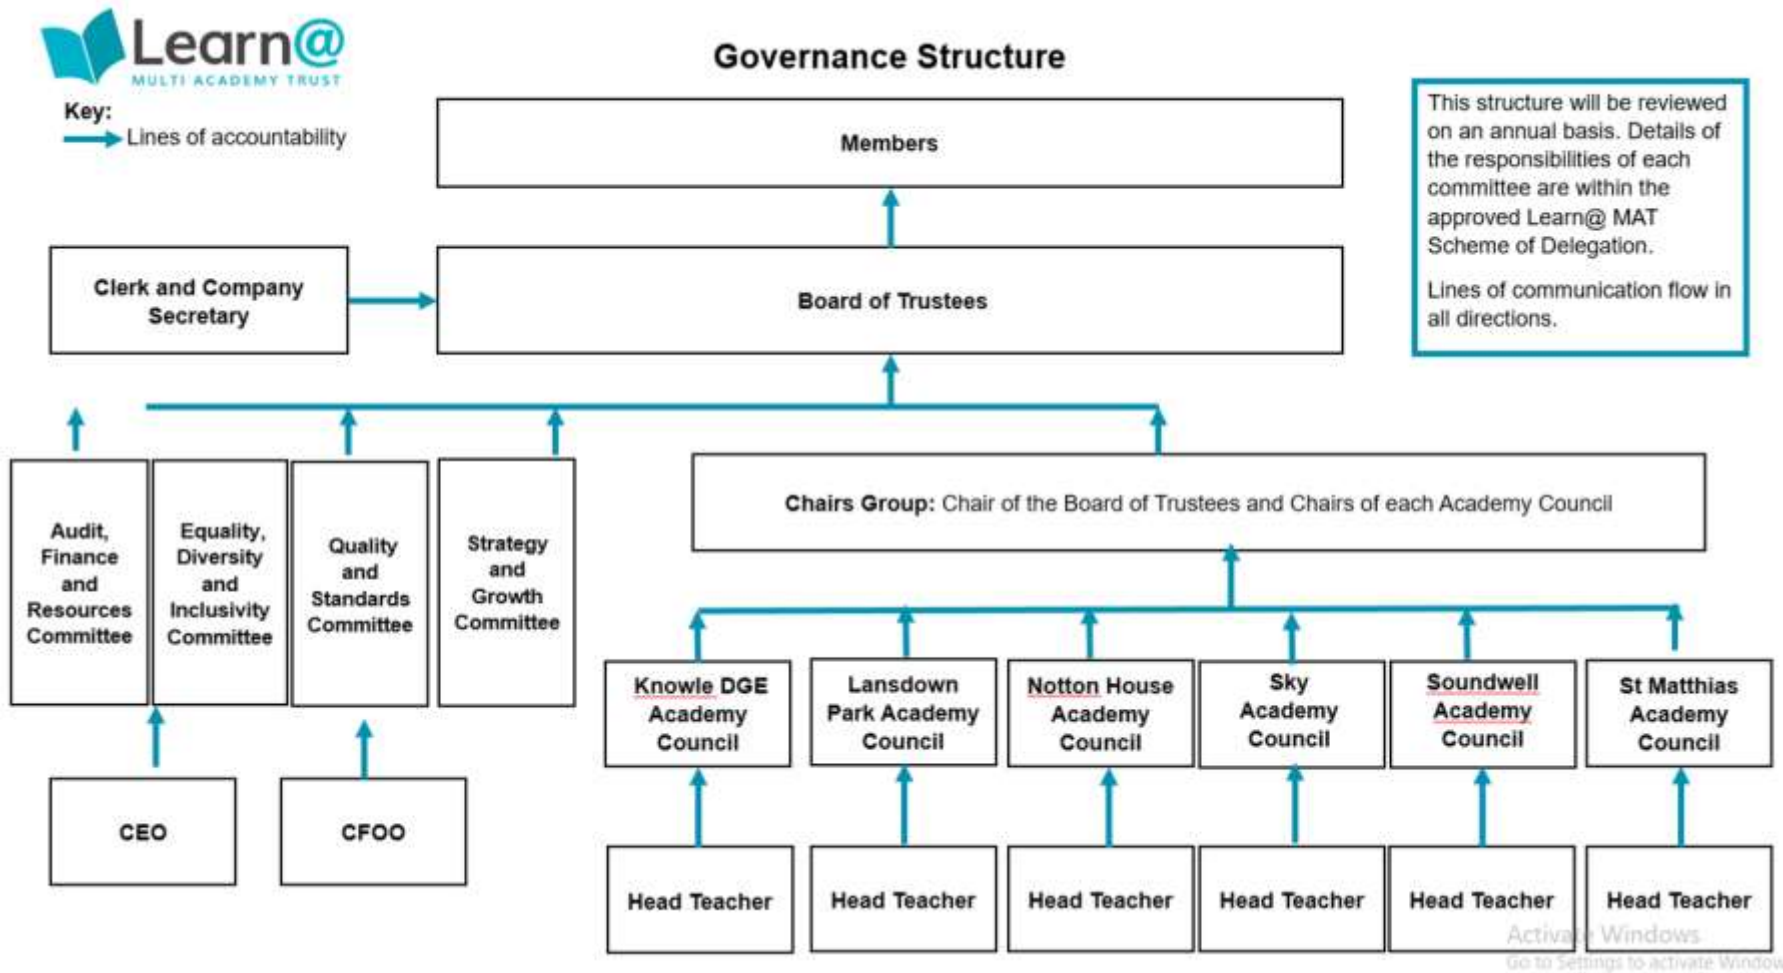 Learn@
MULTI ACADEMY TRUST
Governance Structure
Key:
Lines of accountability
Members
This structure will be reviewed
on an annual basis. Details of
the responsibilities of each
committee are within the
approved Learn@ MAT
Scheme of Delegation.
Lines of communication flow in
all directions.
Clerk and Company
Secretary
Board of Trustees
Audit,
Finance
and
Resources
Committee
Equality,
Diversity
and
Inclusivity
Committee
Quality
and
Standards
Committee
Strategy
and
Growth
Committee
Chairs Group: Chair of the Board of Trustees and Chairs of each Academy Council
Knowle DGE
Academy
Council
Lansdown
Park Academy
Council
Notton House
Academy
Council
Sky
Academy
Council
Soundwell
Academy
Council
St Matthias
Academy
Council
CEO
CFOO
Head Teacher
Head Teacher
Head Teacher
Head Teacher
Head Teacher
Head Teacher
Activate Windows
Go to Settings to activate Window